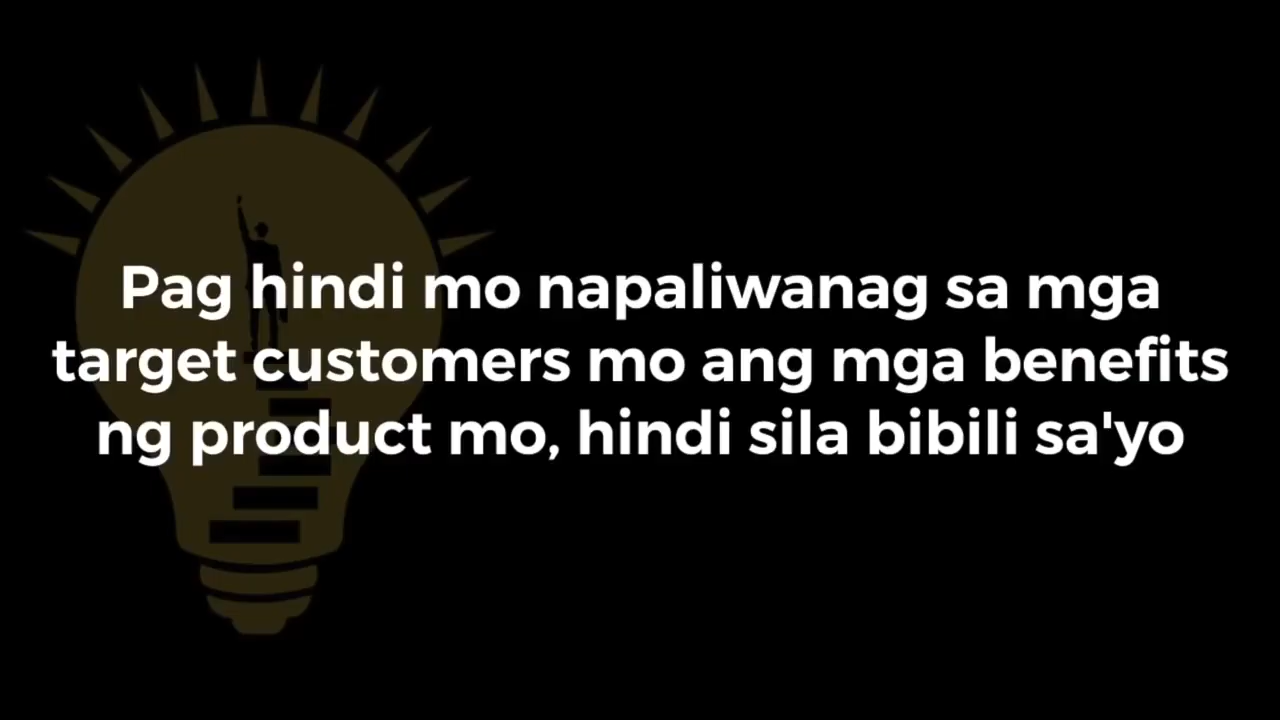 Pag hindi mo napaliwanag sa mga
target customers mo ang mga benefits
ng product mo, hindi sila bibili sa'yo